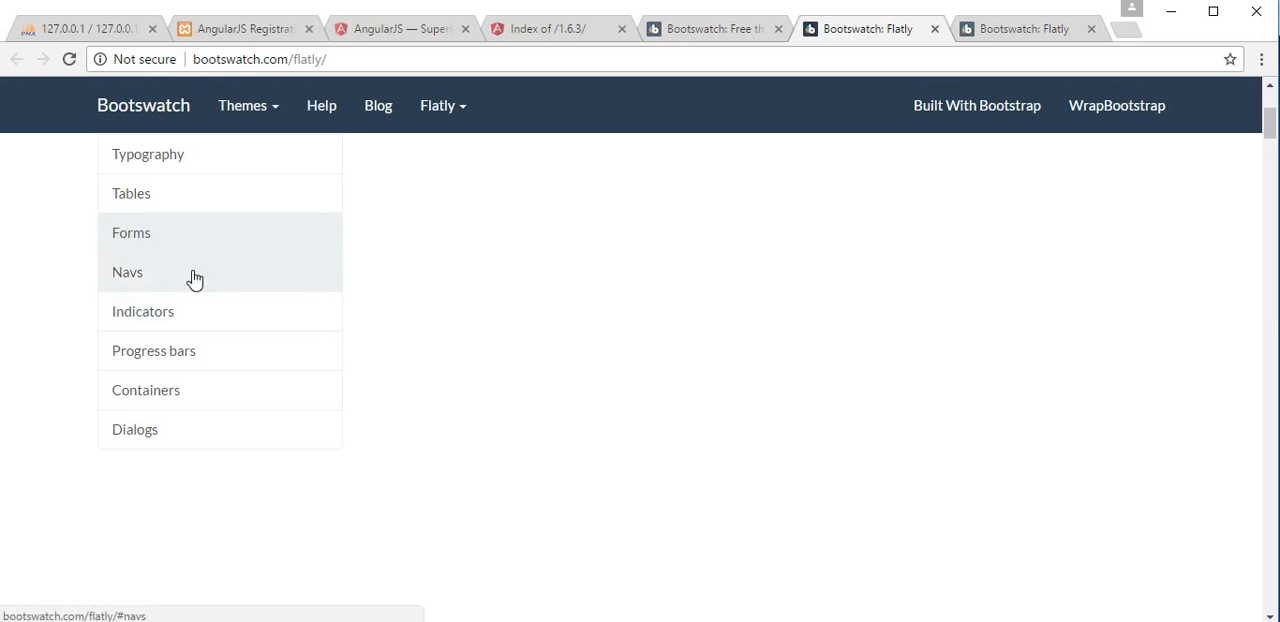 127.0.0.1 / 127.0.0.1
AngularJS Registrati
AngularJS — Superh
Index of /1.6.3/
Bootswatch: Free th
Bootswatch: Flatly
Bootswatch: Flatly
Not secure
bootswatch.com/flatly/
Bootswatch
Themes
Help
Blog
Flatly
Built With Bootstrap
WrapBootstrap
Typography
Tables
Forms
Navs
Indicators
Progress bars
Containers
Dialogs
bootswatch.com/flatly/#navs